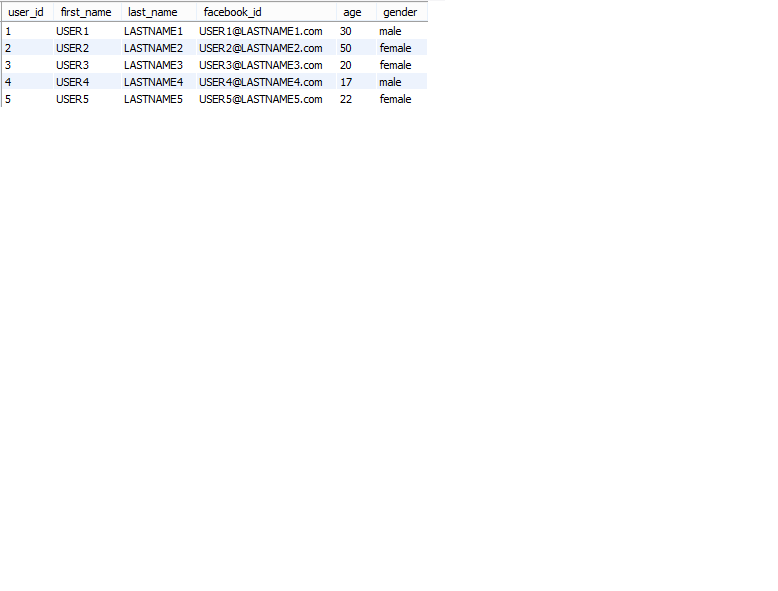 user_id first_name last_name facebook_id age gender
1 USER1 LASTNAME1 USER1@LASTNAME1.com 30 male
2 USER2 LASTNAME2 USER2@LASTNAME2.com 50 female
3 USER3 LASTNAME3 USER3@LASTNAME3.com 20 female
4 USER4 LASTNAME4 USER4@LASTNAME4.com 17 male
5 USER5 LASTNAME5 USER5@LASTNAME5.com 22 female